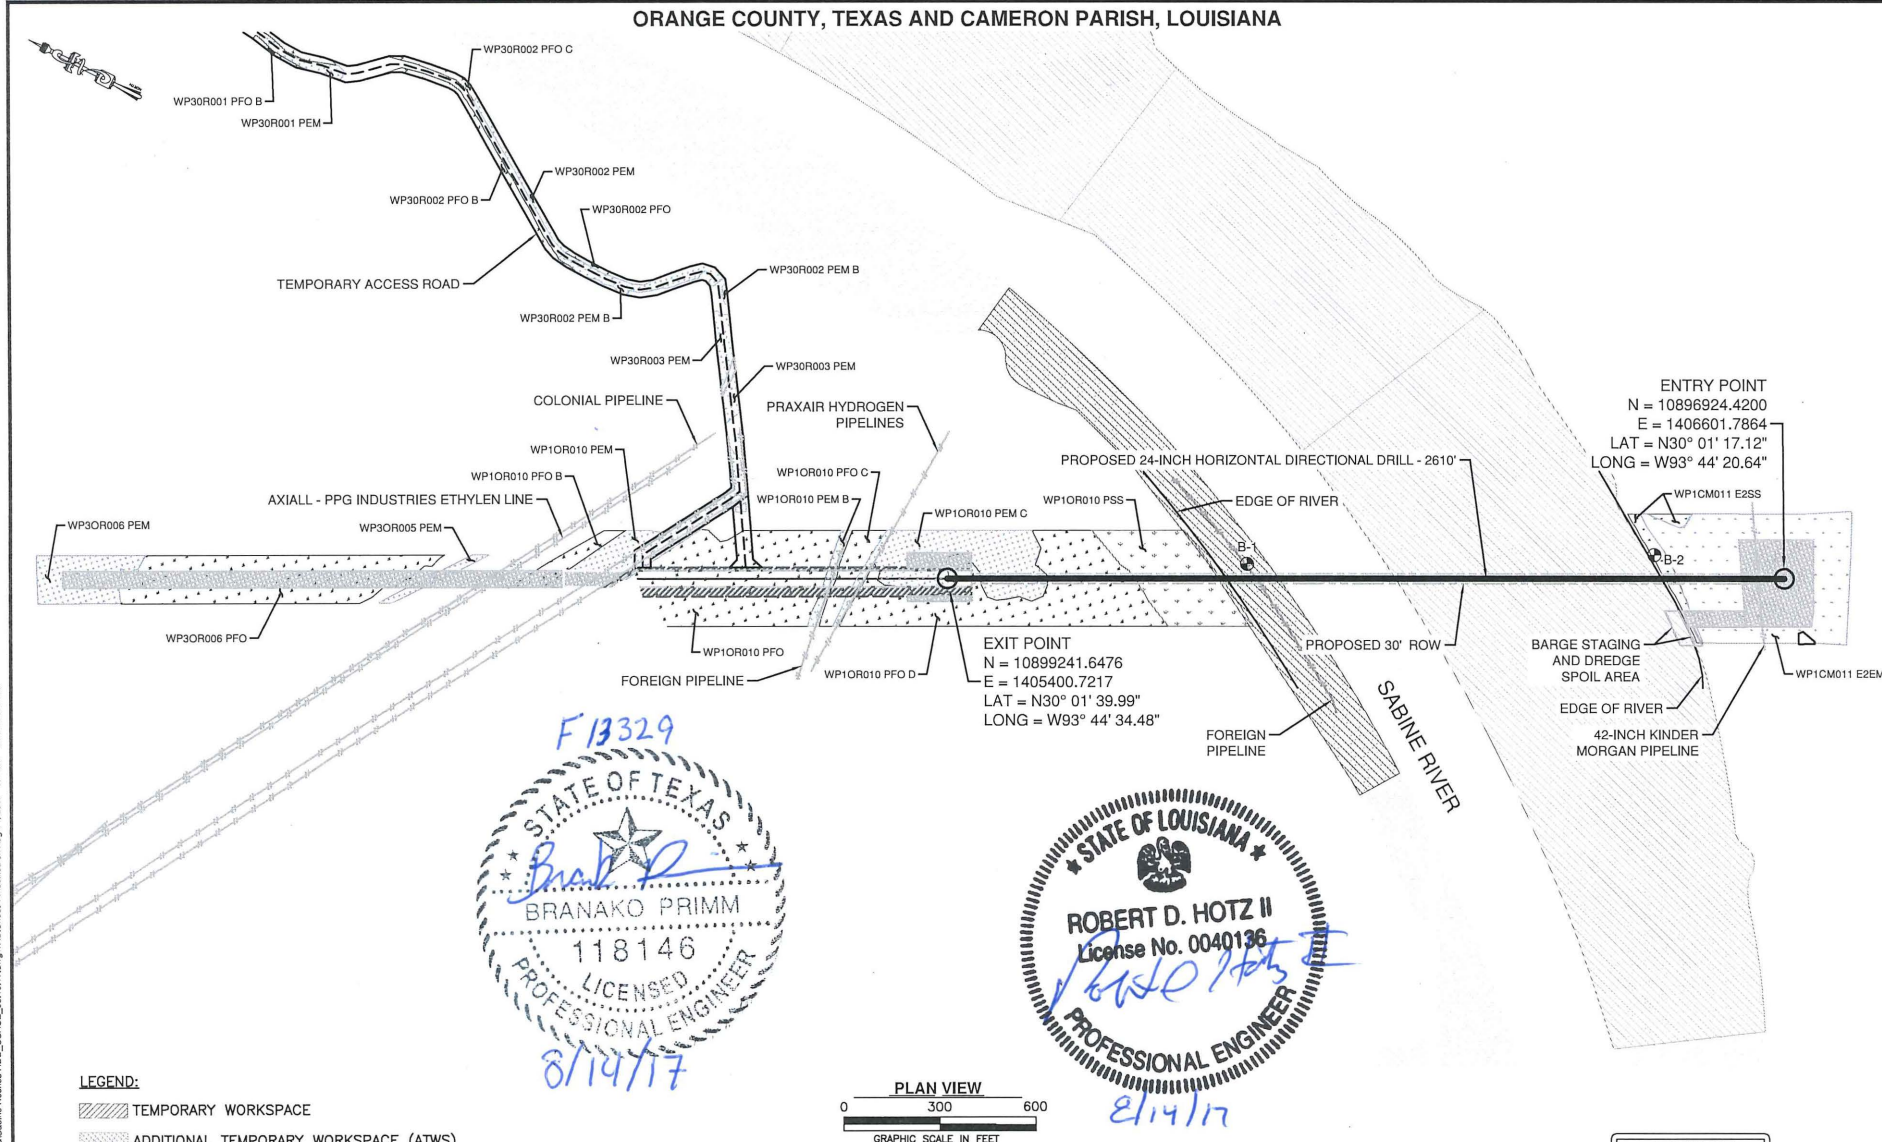 ORANGE COUNTY, TEXAS AND CAMERON PARISH, LOUISIANA
WP30R002 PFO C
WP30R001 PFO B
WP30R001 PEM
WP30R002 PEM
WP30R002 PFO B
WP30R002 PFO
TEMPORARY ACCESS ROAD
WP30R002 PEM B
WP30R002 PEM B
WP30R003 PEM
WP30R003 PEM
COLONIAL PIPELINE
PRAXAIR HYDROGEN
PIPELINES
ENTRY POINT
N = 10896924.4200
E = 1406601.7864
LAT = N30° 01' 17.12"
LONG = W93° 44' 20.64"
WP1OR010 PEM
WP1OR010 PFO B
WP1OR010 PFO C
PROPOSED 24-INCH HORIZONTAL DIRECTIONAL DRILL - 2610'
AXIALL - PPG INDUSTRIES ETHYLEN LINE
WP1OR010 PEM B
WP1OR010 PSS
EDGE OF RIVER
WP1CM011 E2SS
WP3OR006 PEM
WP3OR005 PEM
WP1OR010 PEM C
B-1
B-2
WP3OR006 PFO
WP1OR010 PFO
FOREIGN PIPELINE
WP1OR010 PFO D
EXIT POINT
N = 10899241.6476
E = 1405400.7217
LAT = N30° 01' 39.99"
LONG = W93° 44' 34.48"
PROPOSED 30' ROW
BARGE STAGING
AND DREDGE
SPOIL AREA
WP1CM011 E2EM
EDGE OF RIVER
42-INCH KINDER
MORGAN PIPELINE
FOREIGN
PIPELINE
SABINE RIVER
F 13329
STATE OF TEXAS
BRANAKO PRIMM
118146
LICENSED
PROFESSIONAL ENGINEER
8/14/17
STATE OF LOUISIANA
ROBERT D. HOTZ II
License No. 0040136
PROFESSIONAL ENGINEER
8/14/17
LEGEND:
TEMPORARY WORKSPACE
ADDITIONAL TEMPORARY WORKSPACE (ATWS)
PLAN VIEW
0 300 600
GRAPHIC SCALE IN FEET